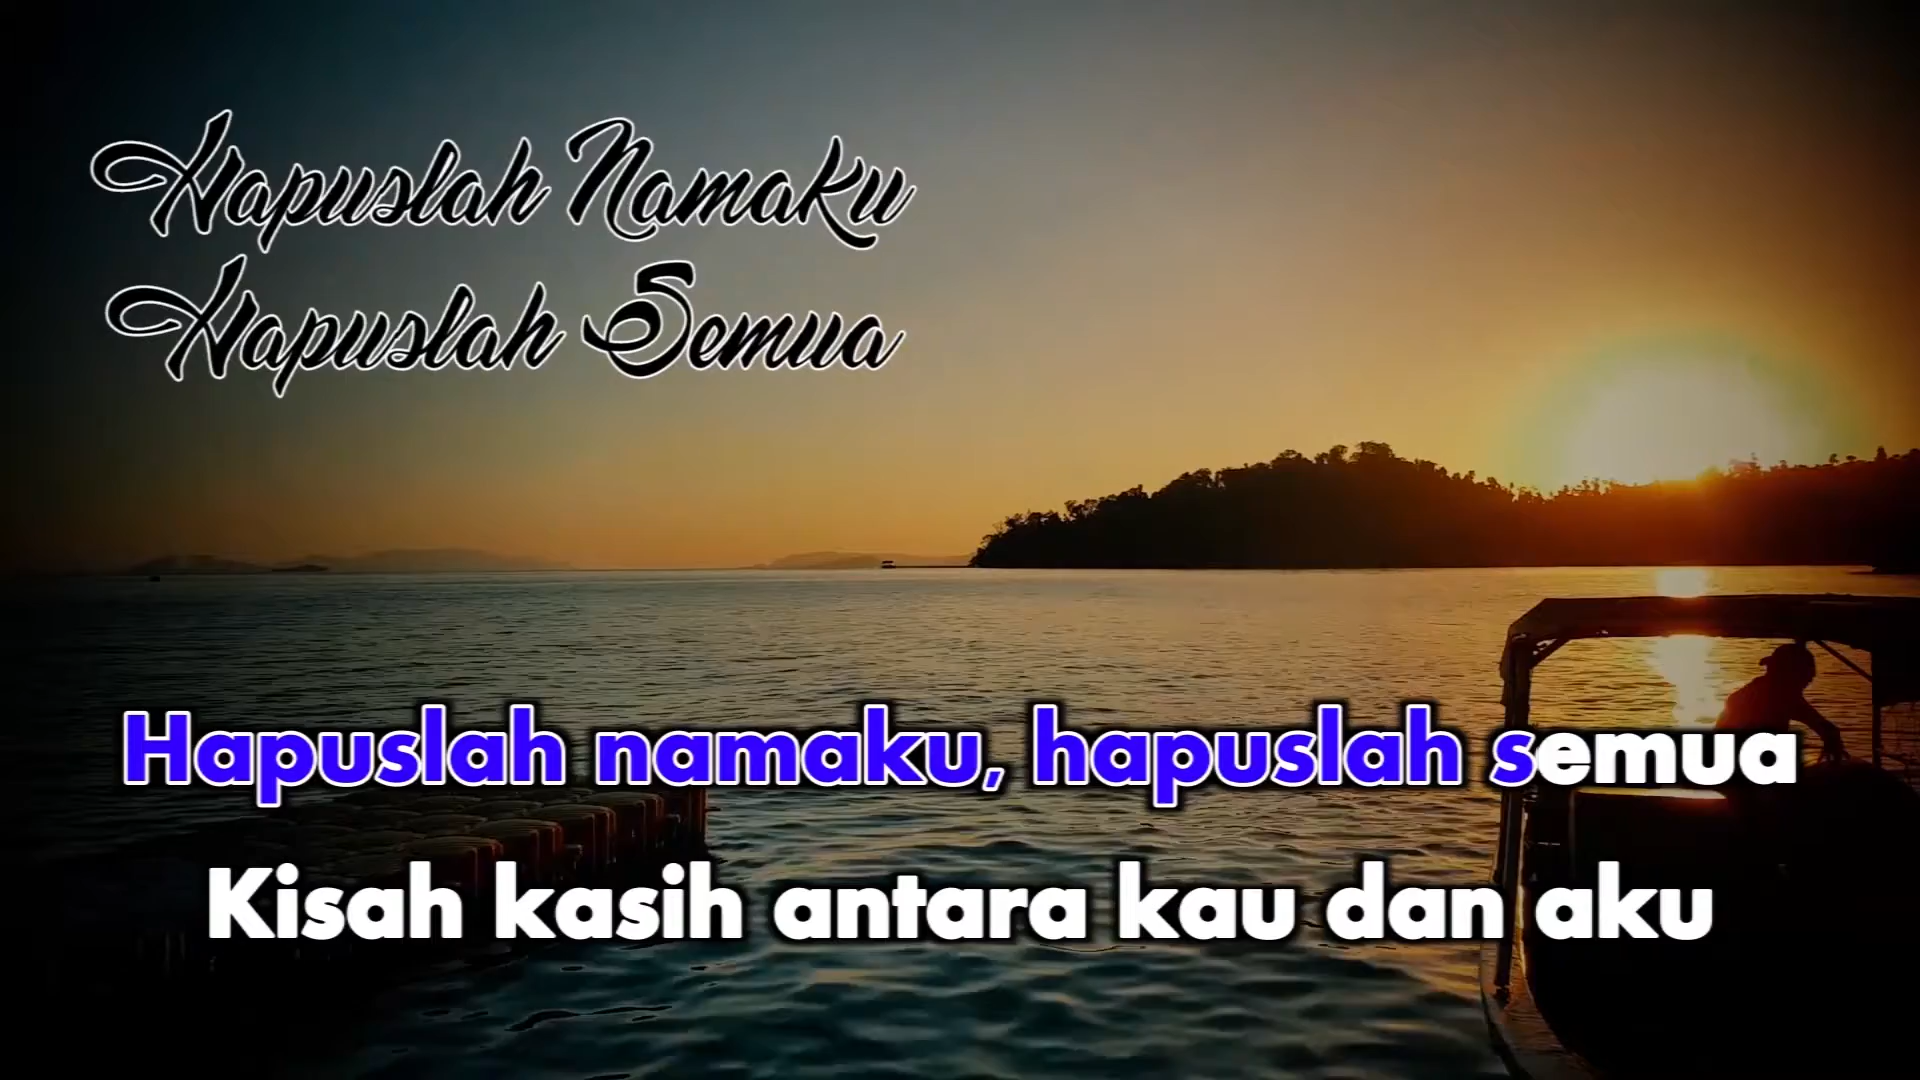 Hapuslah Namaku
Hapuslah Semua
Hapuslah namaku, hapuslah semua
Kisah kasih antara kau dan aku